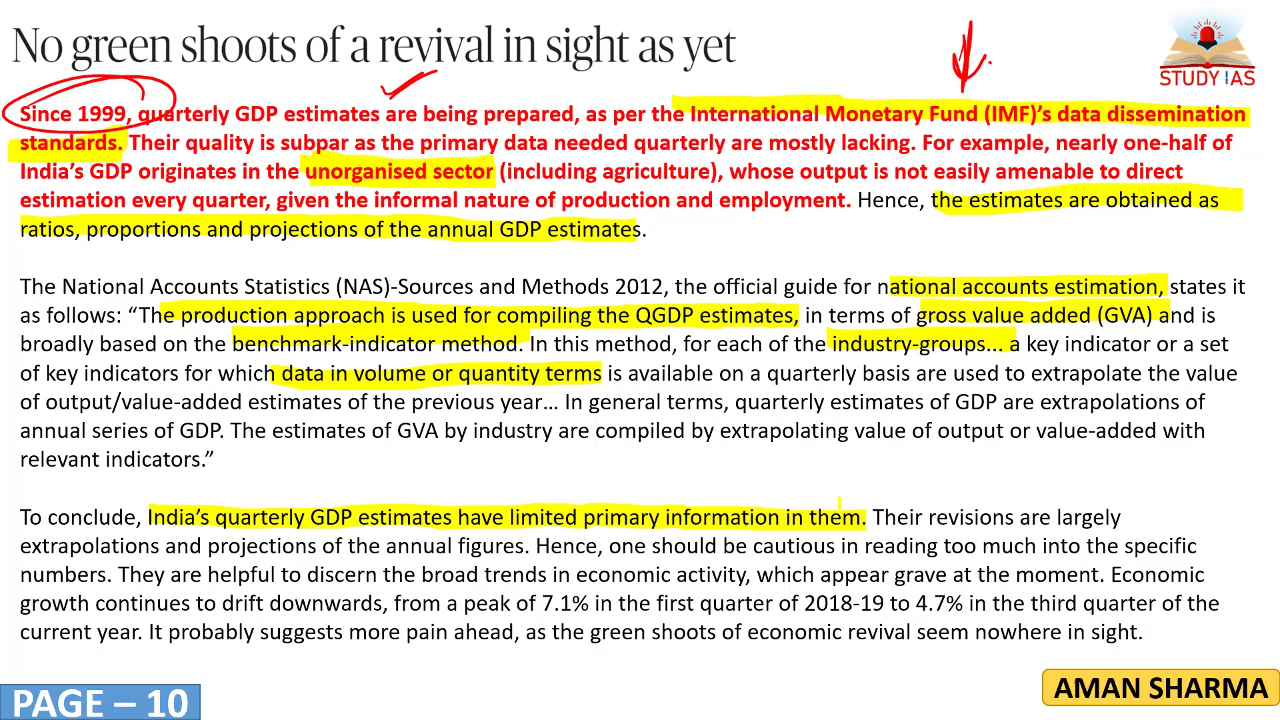 No green shoots of a revival in sight as yet
STUDY IAS
Since 1999, quarterly GDP estimates are being prepared, as per the International Monetary Fund (IMF)’s data dissemination
standards. Their quality is subpar as the primary data needed quarterly are mostly lacking. For example, nearly one-half of
India’s GDP originates in the unorganised sector (including agriculture), whose output is not easily amenable to direct
estimation every quarter, given the informal nature of production and employment. Hence, the estimates are obtained as
ratios, proportions and projections of the annual GDP estimates.
The National Accounts Statistics (NAS)-Sources and Methods 2012, the official guide for national accounts estimation, states it
as follows: “The production approach is used for compiling the QGDP estimates, in terms of gross value added (GVA) and is
broadly based on the benchmark-indicator method. In this method, for each of the industry-groups... a key indicator or a set
of key indicators for which data in volume or quantity terms is available on a quarterly basis are used to extrapolate the value
of output/value-added estimates of the previous year… In general terms, quarterly estimates of GDP are extrapolations of
annual series of GDP. The estimates of GVA by industry are compiled by extrapolating value of output or value-added with
relevant indicators.”
To conclude, India’s quarterly GDP estimates have limited primary information in them. Their revisions are largely
extrapolations and projections of the annual figures. Hence, one should be cautious in reading too much into the specific
numbers. They are helpful to discern the broad trends in economic activity, which appear grave at the moment. Economic
growth continues to drift downwards, from a peak of 7.1% in the first quarter of 2018-19 to 4.7% in the third quarter of the
current year. It probably suggests more pain ahead, as the green shoots of economic revival seem nowhere in sight.
PAGE – 10
AMAN SHARMA